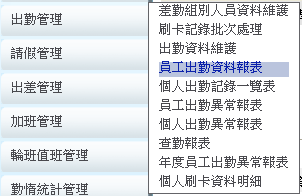 出勤管理
請假管理
出差管理
加班管理
輪班值班管理
勤惰統計管理
差勤組別人員資料維護
刷卡記錄批次處理
出勤資料維護
員工出勤資料報表
個人出勤記錄一覽表
員工出勤異常報表
個人出勤異常報表
查勤報表
年度員工出勤異常報表
個人刷卡資料明細